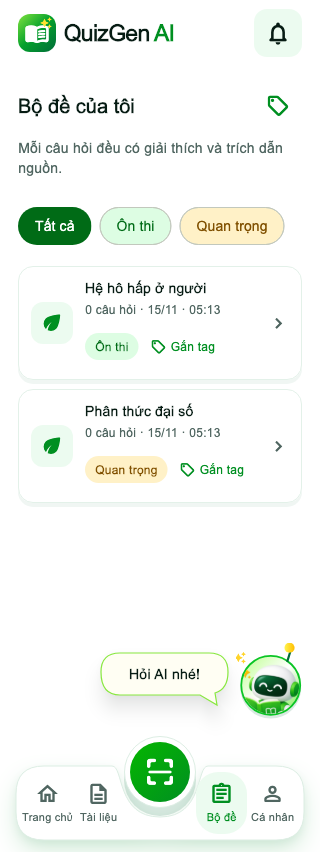 QuizGen AI
Bộ đề của tôi
Mỗi câu hỏi đều có giải thích và trích dẫn
nguồn.
Tất cả
Ôn thi
Quan trọng
Hệ hô hấp ở người
0 câu hỏi · 15/11 · 05:13
Ôn thi
Gắn tag
Phân thức đại số
0 câu hỏi · 15/11 · 05:13
Quan trọng
Gắn tag
Hỏi AI nhé!
Trang chủ
Tài liệu
Bộ đề
Cá nhân